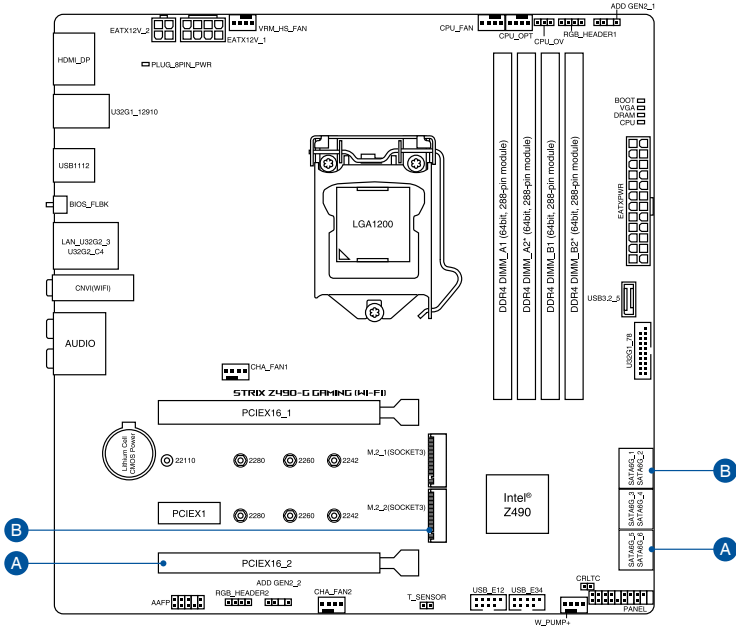 ADD GEN2_1
EATX12V_2
EATX12V_1
VRM_HS_FAN
CPU_FAN
CPU_OPT
CPU_OV
RGB_HEADER1
HDMI_DP
PLUG_8PIN_PWR
U32G1_12910
BOOT
VGA
DRAM
CPU
USB1112
BIOS_FLBK
LAN_U32G2_3
U32G2_C4
CNVI(WIFI)
AUDIO
LGA1200
DDR4 DIMM_A1 (64bit, 288-pin module)
DDR4 DIMM_A2* (64bit, 288-pin module)
DDR4 DIMM_B1 (64bit, 288-pin module)
DDR4 DIMM_B2* (64bit, 288-pin module)
EATXPWR
USB3.2_5
U32G1_78
CHA_FAN1
STRIX Z490-G GAMING (WI-FI)
PCIEX16_1
Lithium Cell
CMOS Power
22110
2280
2260
2242
M.2_1(SOCKET3)
SATA6G_1
SATA6G_2
B
PCIEX1
2280
2260
2242
M.2_2(SOCKET3)
Intel®
Z490
SATA6G_3
SATA6G_4
B
A
PCIEX16_2
SATA6G_5
SATA6G_6
A
AAFP
RGB_HEADER2
ADD GEN2_2
CHA_FAN2
T_SENSOR
USB_E12
USB_E34
W_PUMP+
CRLTC
PANEL